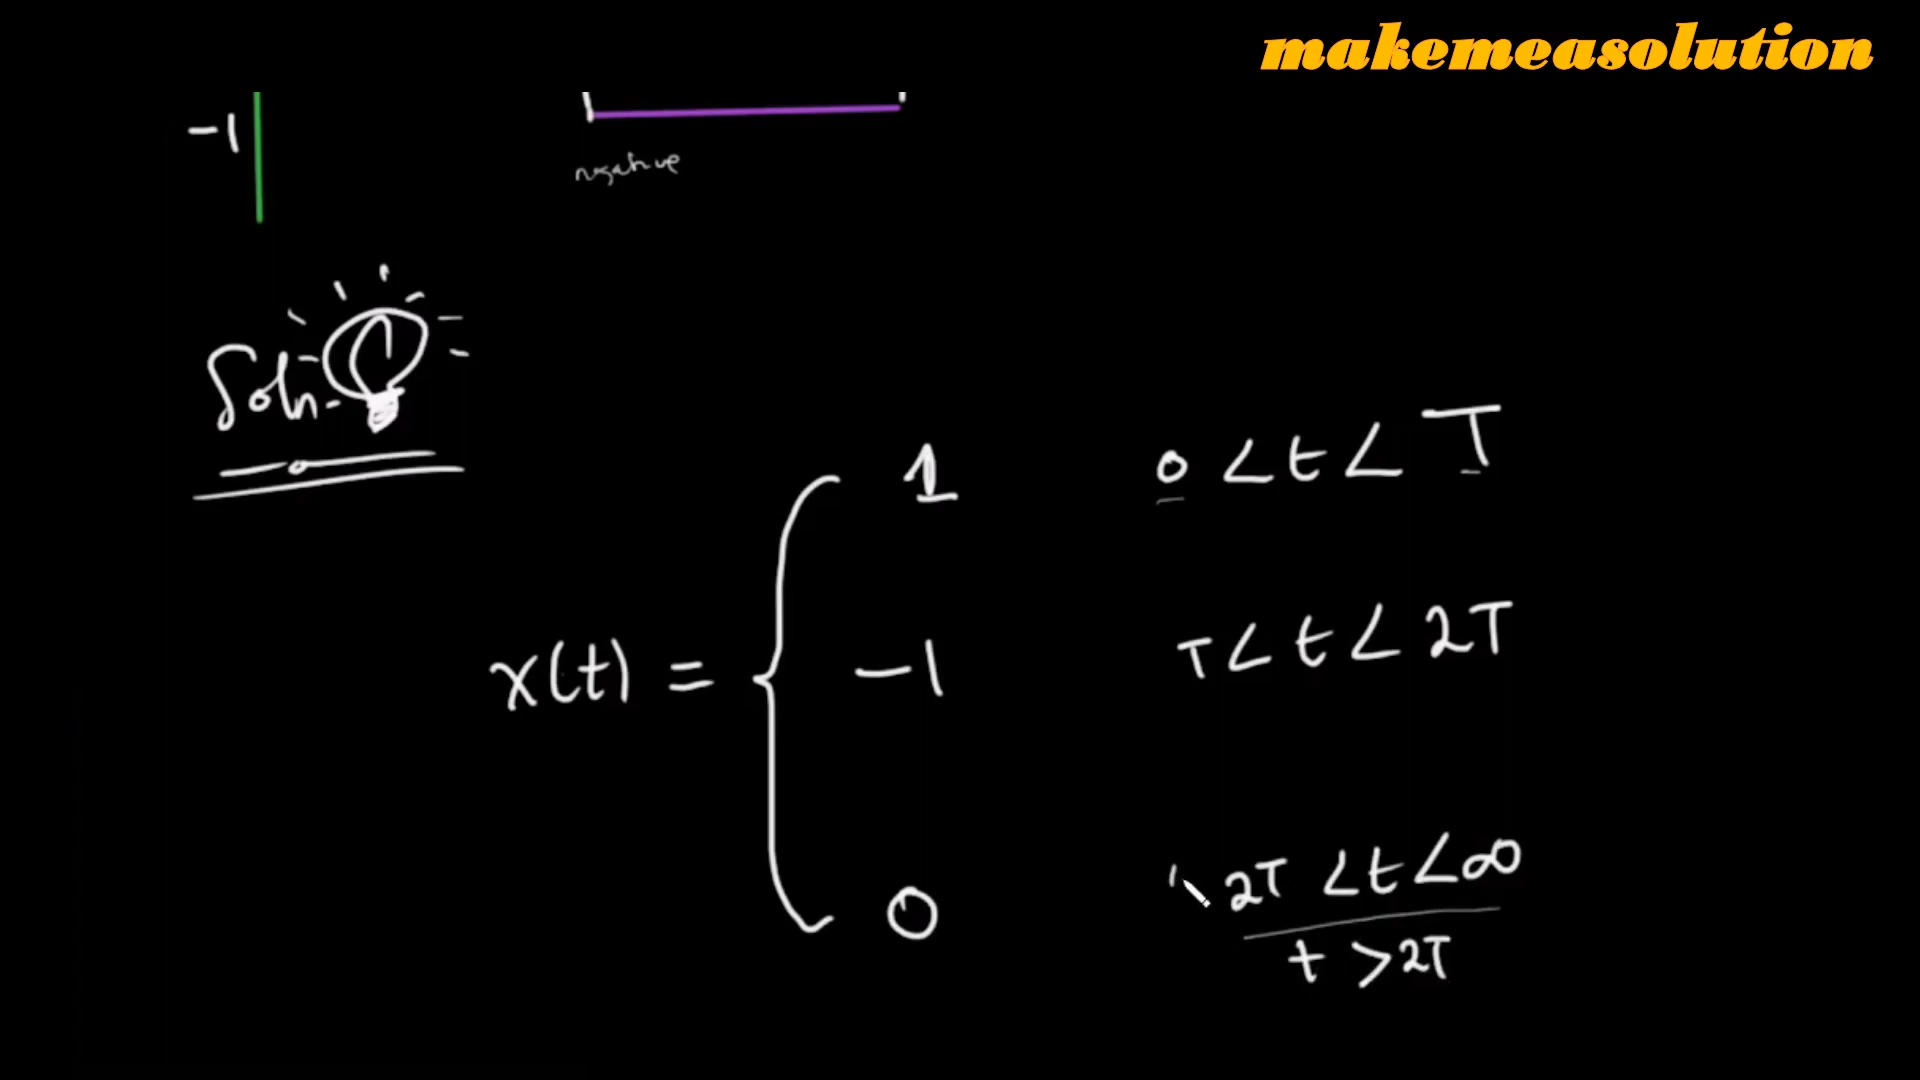 makemeasolution
-1
negative
Soln.
1 0 < t < T
x(t) = { -1 T < t < 2T
0 2T < t < ∞
t > 2T